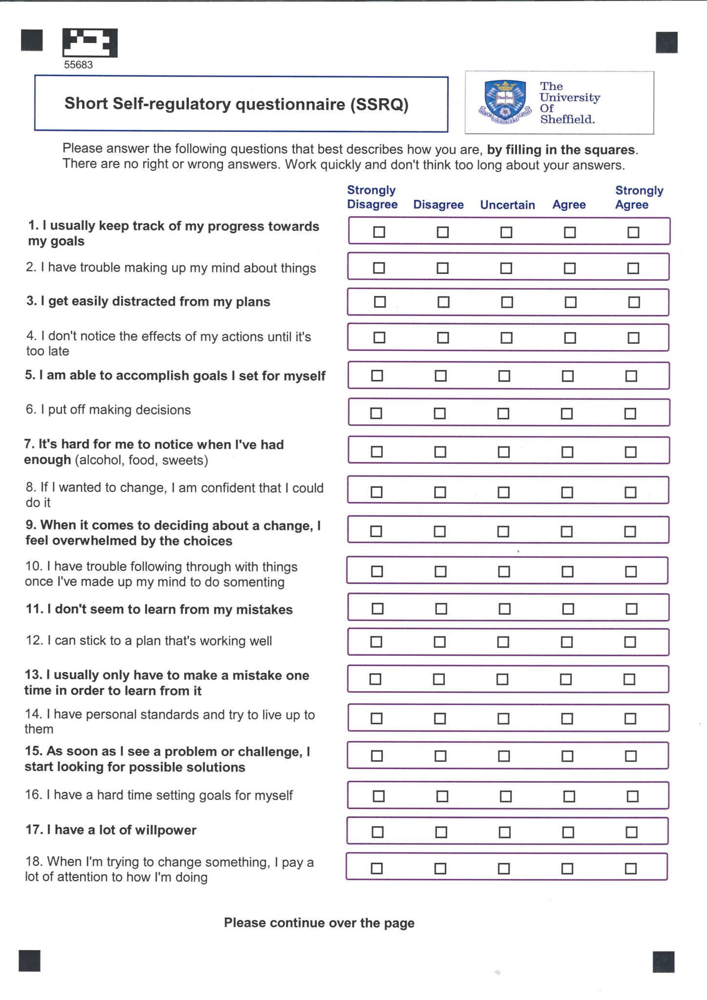 55683
Short Self-regulatory questionnaire (SSRQ)
The
University
Of
Sheffield.
Please answer the following questions that best describes how you are, by filling in the squares.
There are no right or wrong answers. Work quickly and don't think too long about your answers.
Strongly Disagree Disagree Uncertain Agree Strongly Agree
1. I usually keep track of my progress towards
my goals
2. I have trouble making up my mind about things
3. I get easily distracted from my plans
4. I don't notice the effects of my actions until it's
too late
5. I am able to accomplish goals I set for myself
6. I put off making decisions
7. It's hard for me to notice when I've had
enough (alcohol, food, sweets)
8. If I wanted to change, I am confident that I could
do it
9. When it comes to deciding about a change, I
feel overwhelmed by the choices
10. I have trouble following through with things
once I've made up my mind to do somenting
11. I don't seem to learn from my mistakes
12. I can stick to a plan that's working well
13. I usually only have to make a mistake one
time in order to learn from it
14. I have personal standards and try to live up to
them
15. As soon as I see a problem or challenge, I
start looking for possible solutions
16. I have a hard time setting goals for myself
17. I have a lot of willpower
18. When I'm trying to change something, I pay a
lot of attention to how I'm doing
Please continue over the page